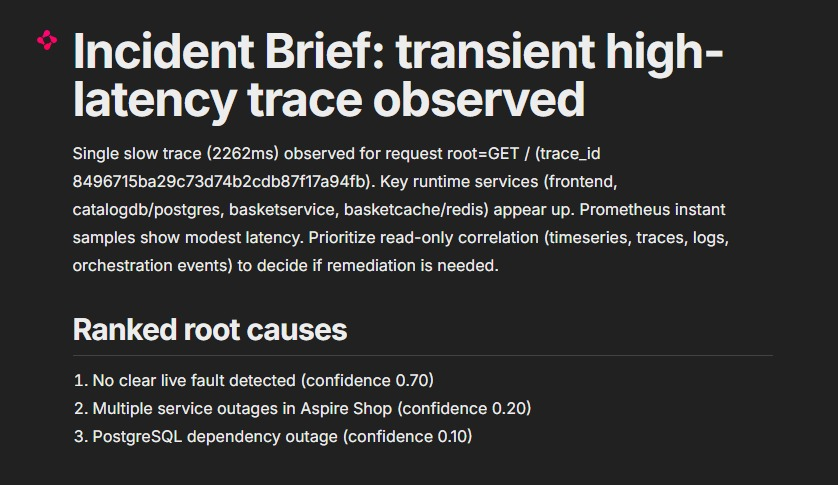 Incident Brief: transient high-
latency trace observed
Single slow trace (2262ms) observed for request root=GET / (trace_id
8496715ba29c73d74b2cdb87f17a94fb). Key runtime services (frontend,
catalogdb/postgres, basketservice, basketcache/redis) appear up. Prometheus instant
samples show modest latency. Prioritize read-only correlation (timeseries, traces, logs,
orchestration events) to decide if remediation is needed.
Ranked root causes
1. No clear live fault detected (confidence 0.70)
2. Multiple service outages in Aspire Shop (confidence 0.20)
3. PostgreSQL dependency outage (confidence 0.10)